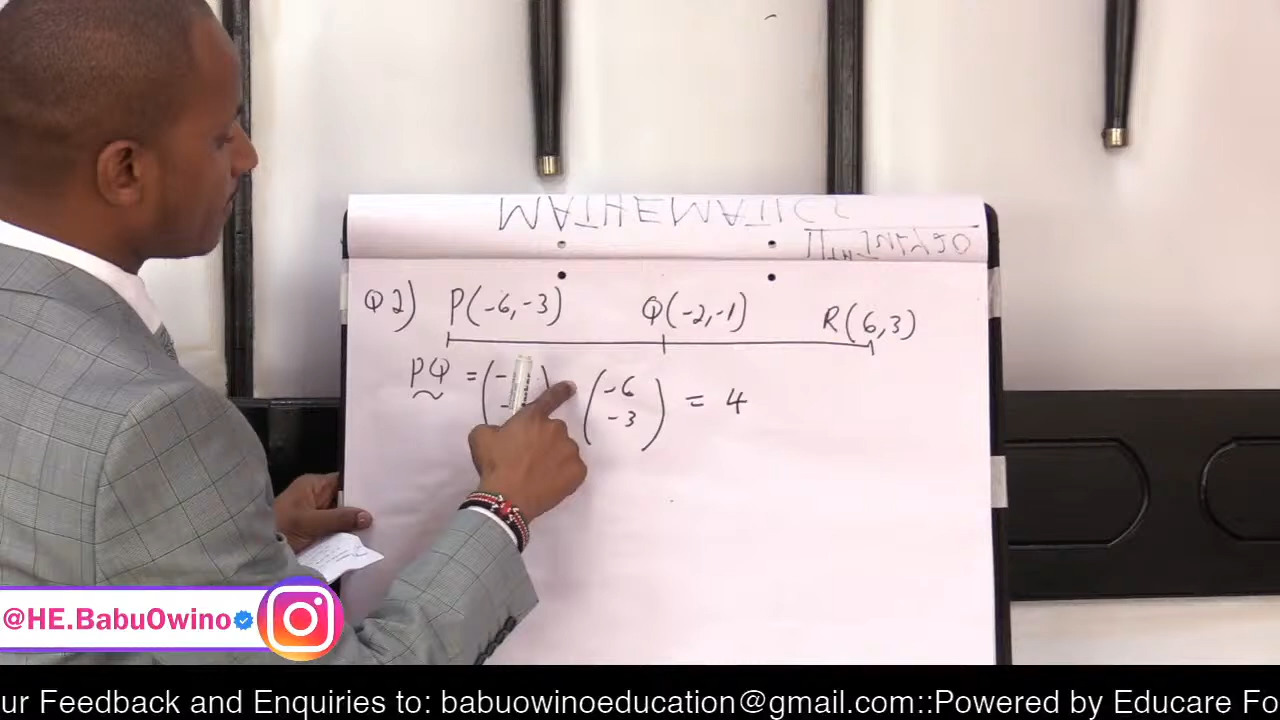 MATHEMATICS
Q2) P(-6,-3) Q(-2,-1) R(6,3)
PQ = (-6 -3) = 4
@HE.BabuOwino
ur Feedback and Enquiries to: babuowinoeducation@gmail.com::Powered by Educare Fo